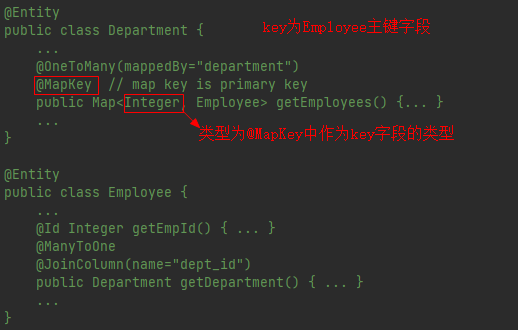 @Entity
public class Department {
key为Employee主键字段
...
@OneToMany(mappedBy="department")
@MapKey // map key is primary key
public Map<Integer, Employee> getEmployees() {... }
...
类型为@MapKey中作为key字段的类型
}
@Entity
public class Employee {
...
@Id Integer getEmpId() { ... }
@ManyToOne
@JoinColumn(name="dept_id")
public Department getDepartment() { ... }
...
}